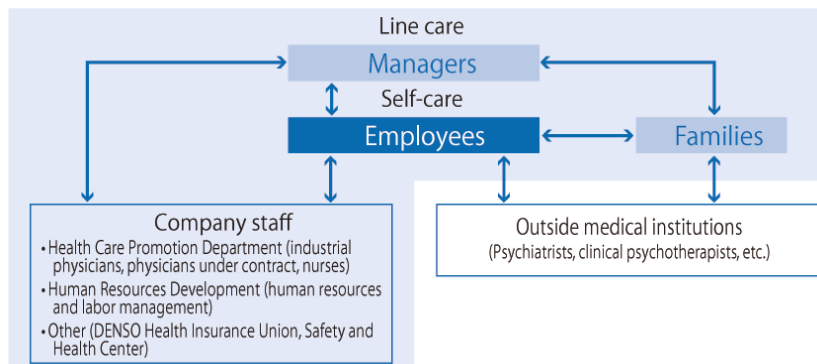 Line care
Managers
Self-care
Employees
Families
Company staff
• Health Care Promotion Department (industrial
physicians, physicians under contract, nurses)
• Human Resources Development (human resources
and labor management)
• Other (DENSO Health Insurance Union, Safety and
Health Center)
Outside medical institutions
(Psychiatrists, clinical psychotherapists, etc.)